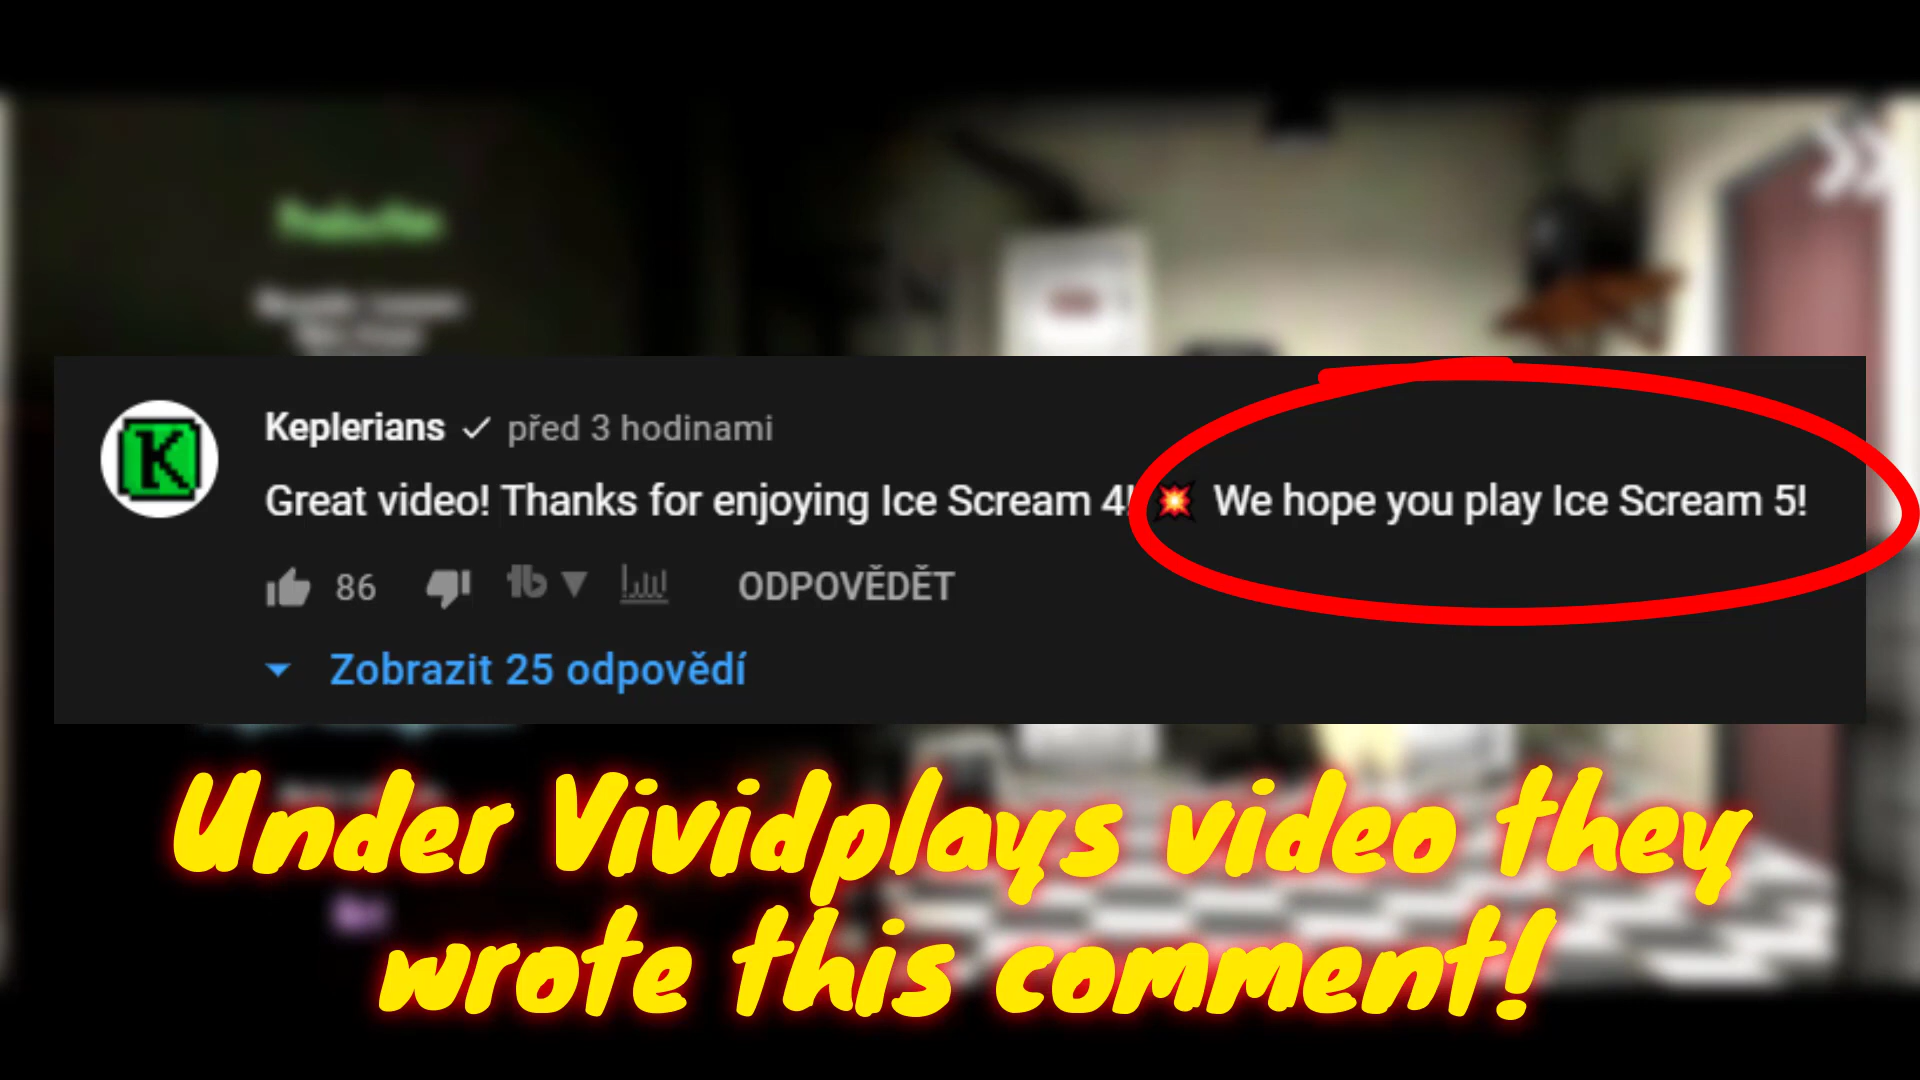 Keplerians ✓ před 3 hodinami
K
Great video! Thanks for enjoying Ice Scream 4! 💥 We hope you play Ice Scream 5!
86 tb ODPOVĚDĚT
Zobrazit 25 odpovědí
Under Vividplays video they
wrote this comment!